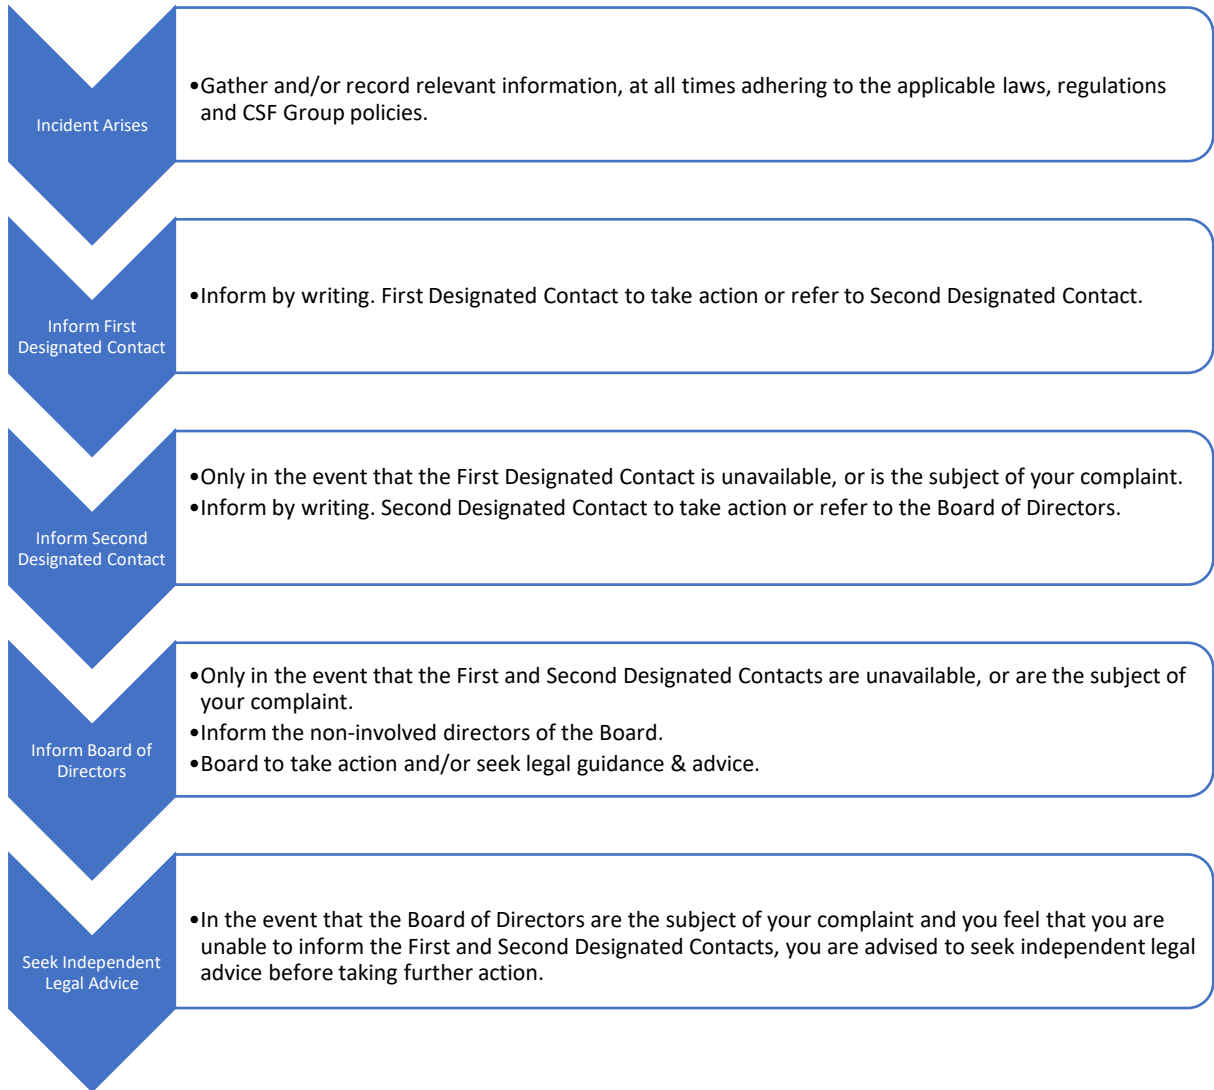 Incident Arises
•Gather and/or record relevant information, at all times adhering to the applicable laws, regulations
and CSF Group policies.
Inform First
Designated Contact
•Inform by writing. First Designated Contact to take action or refer to Second Designated Contact.
Inform Second
Designated Contact
•Only in the event that the First Designated Contact is unavailable, or is the subject of your complaint.
•Inform by writing. Second Designated Contact to take action or refer to the Board of Directors.
Inform Board of
Directors
•Only in the event that the First and Second Designated Contacts are unavailable, or are the subject of
your complaint.
•Inform the non-involved directors of the Board.
•Board to take action and/or seek legal guidance & advice.
Seek Independent
Legal Advice
•In the event that the Board of Directors are the subject of your complaint and you feel that you are
unable to inform the First and Second Designated Contacts, you are advised to seek independent legal
advice before taking further action.